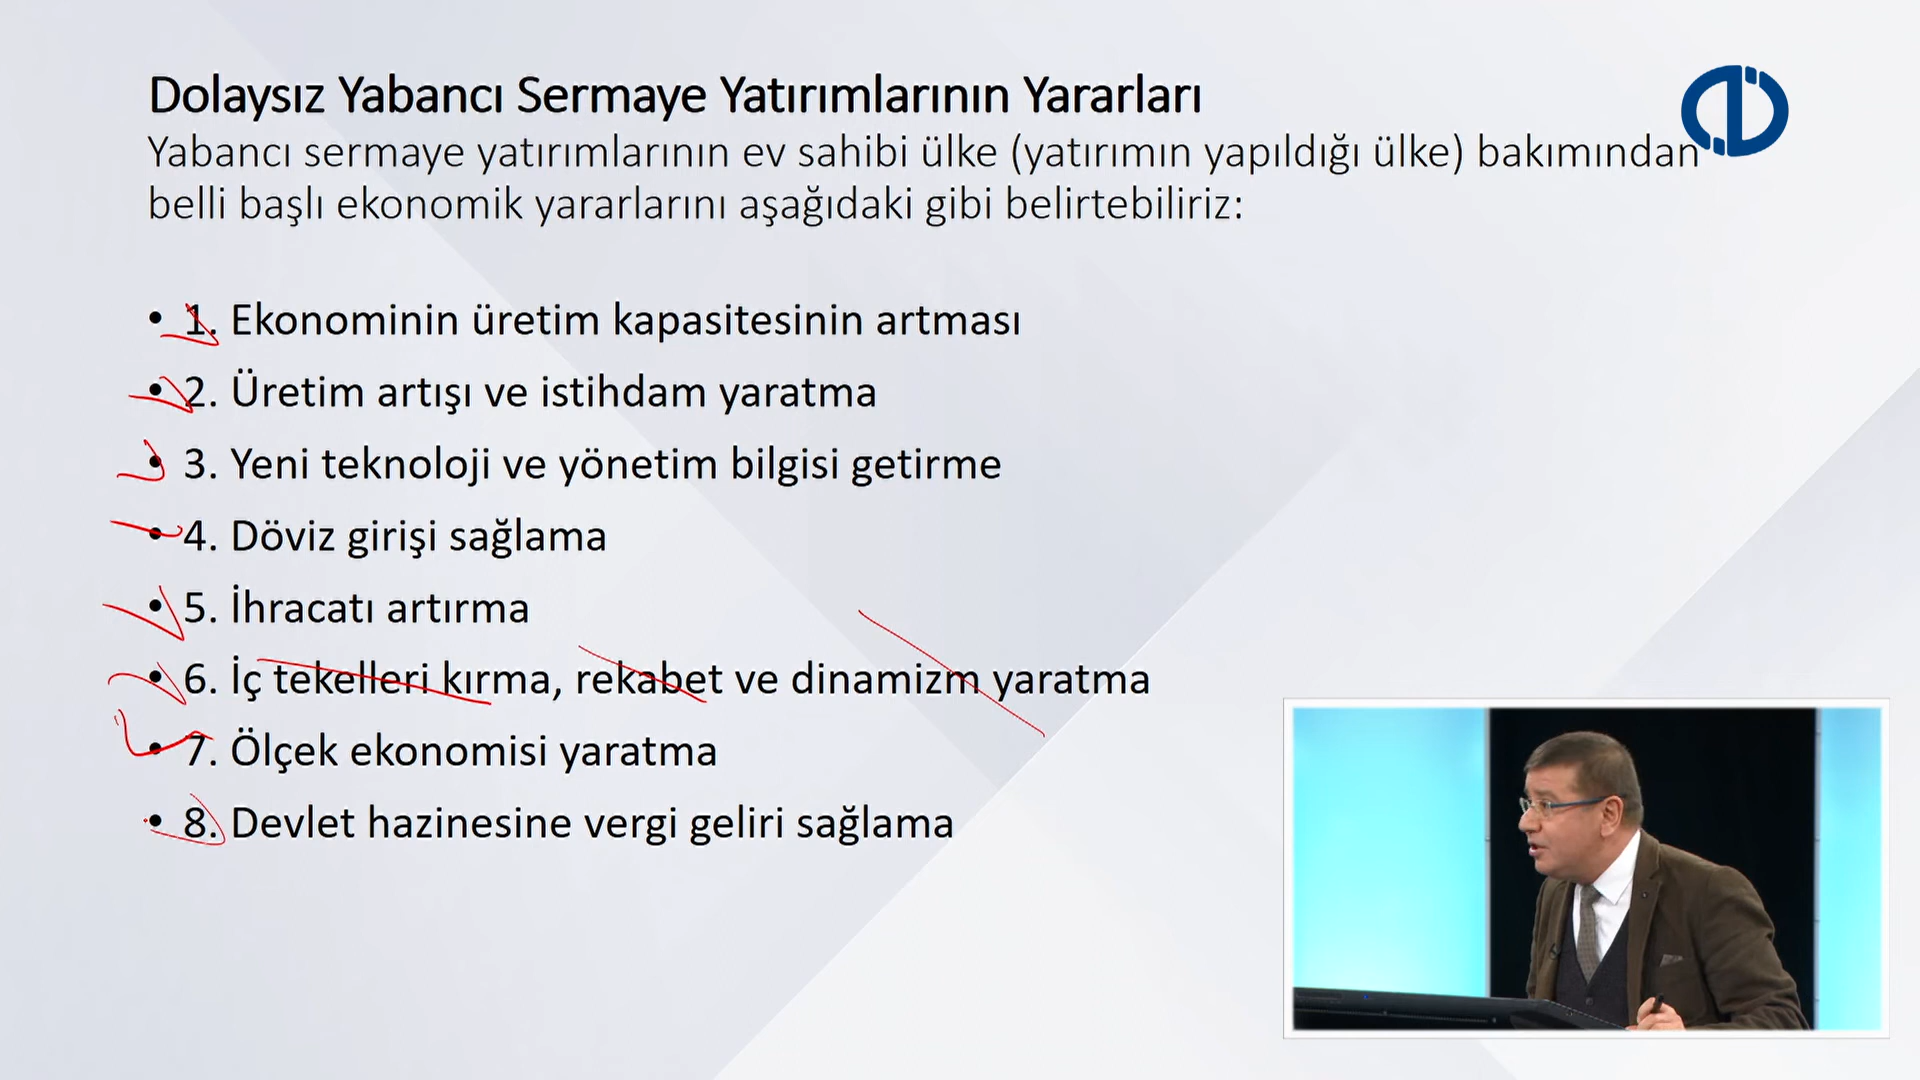 Dolaysız Yabancı Sermaye Yatırımlarının Yararları
Yabancı sermaye yatırımlarının ev sahibi ülke (yatırımın yapıldığı ülke) bakımından
belli başlı ekonomik yararlarını aşağıdaki gibi belirtebiliriz:
• 1. Ekonominin üretim kapasitesinin artması
• 2. Üretim artışı ve istihdam yaratma
• 3. Yeni teknoloji ve yönetim bilgisi getirme
• 4. Döviz girişi sağlama
• 5. İhracatı artırma
• 6. İç tekelleri kırma, rekabet ve dinamizm yaratma
• 7. Ölçek ekonomisi yaratma
• 8. Devlet hazinesine vergi geliri sağlama